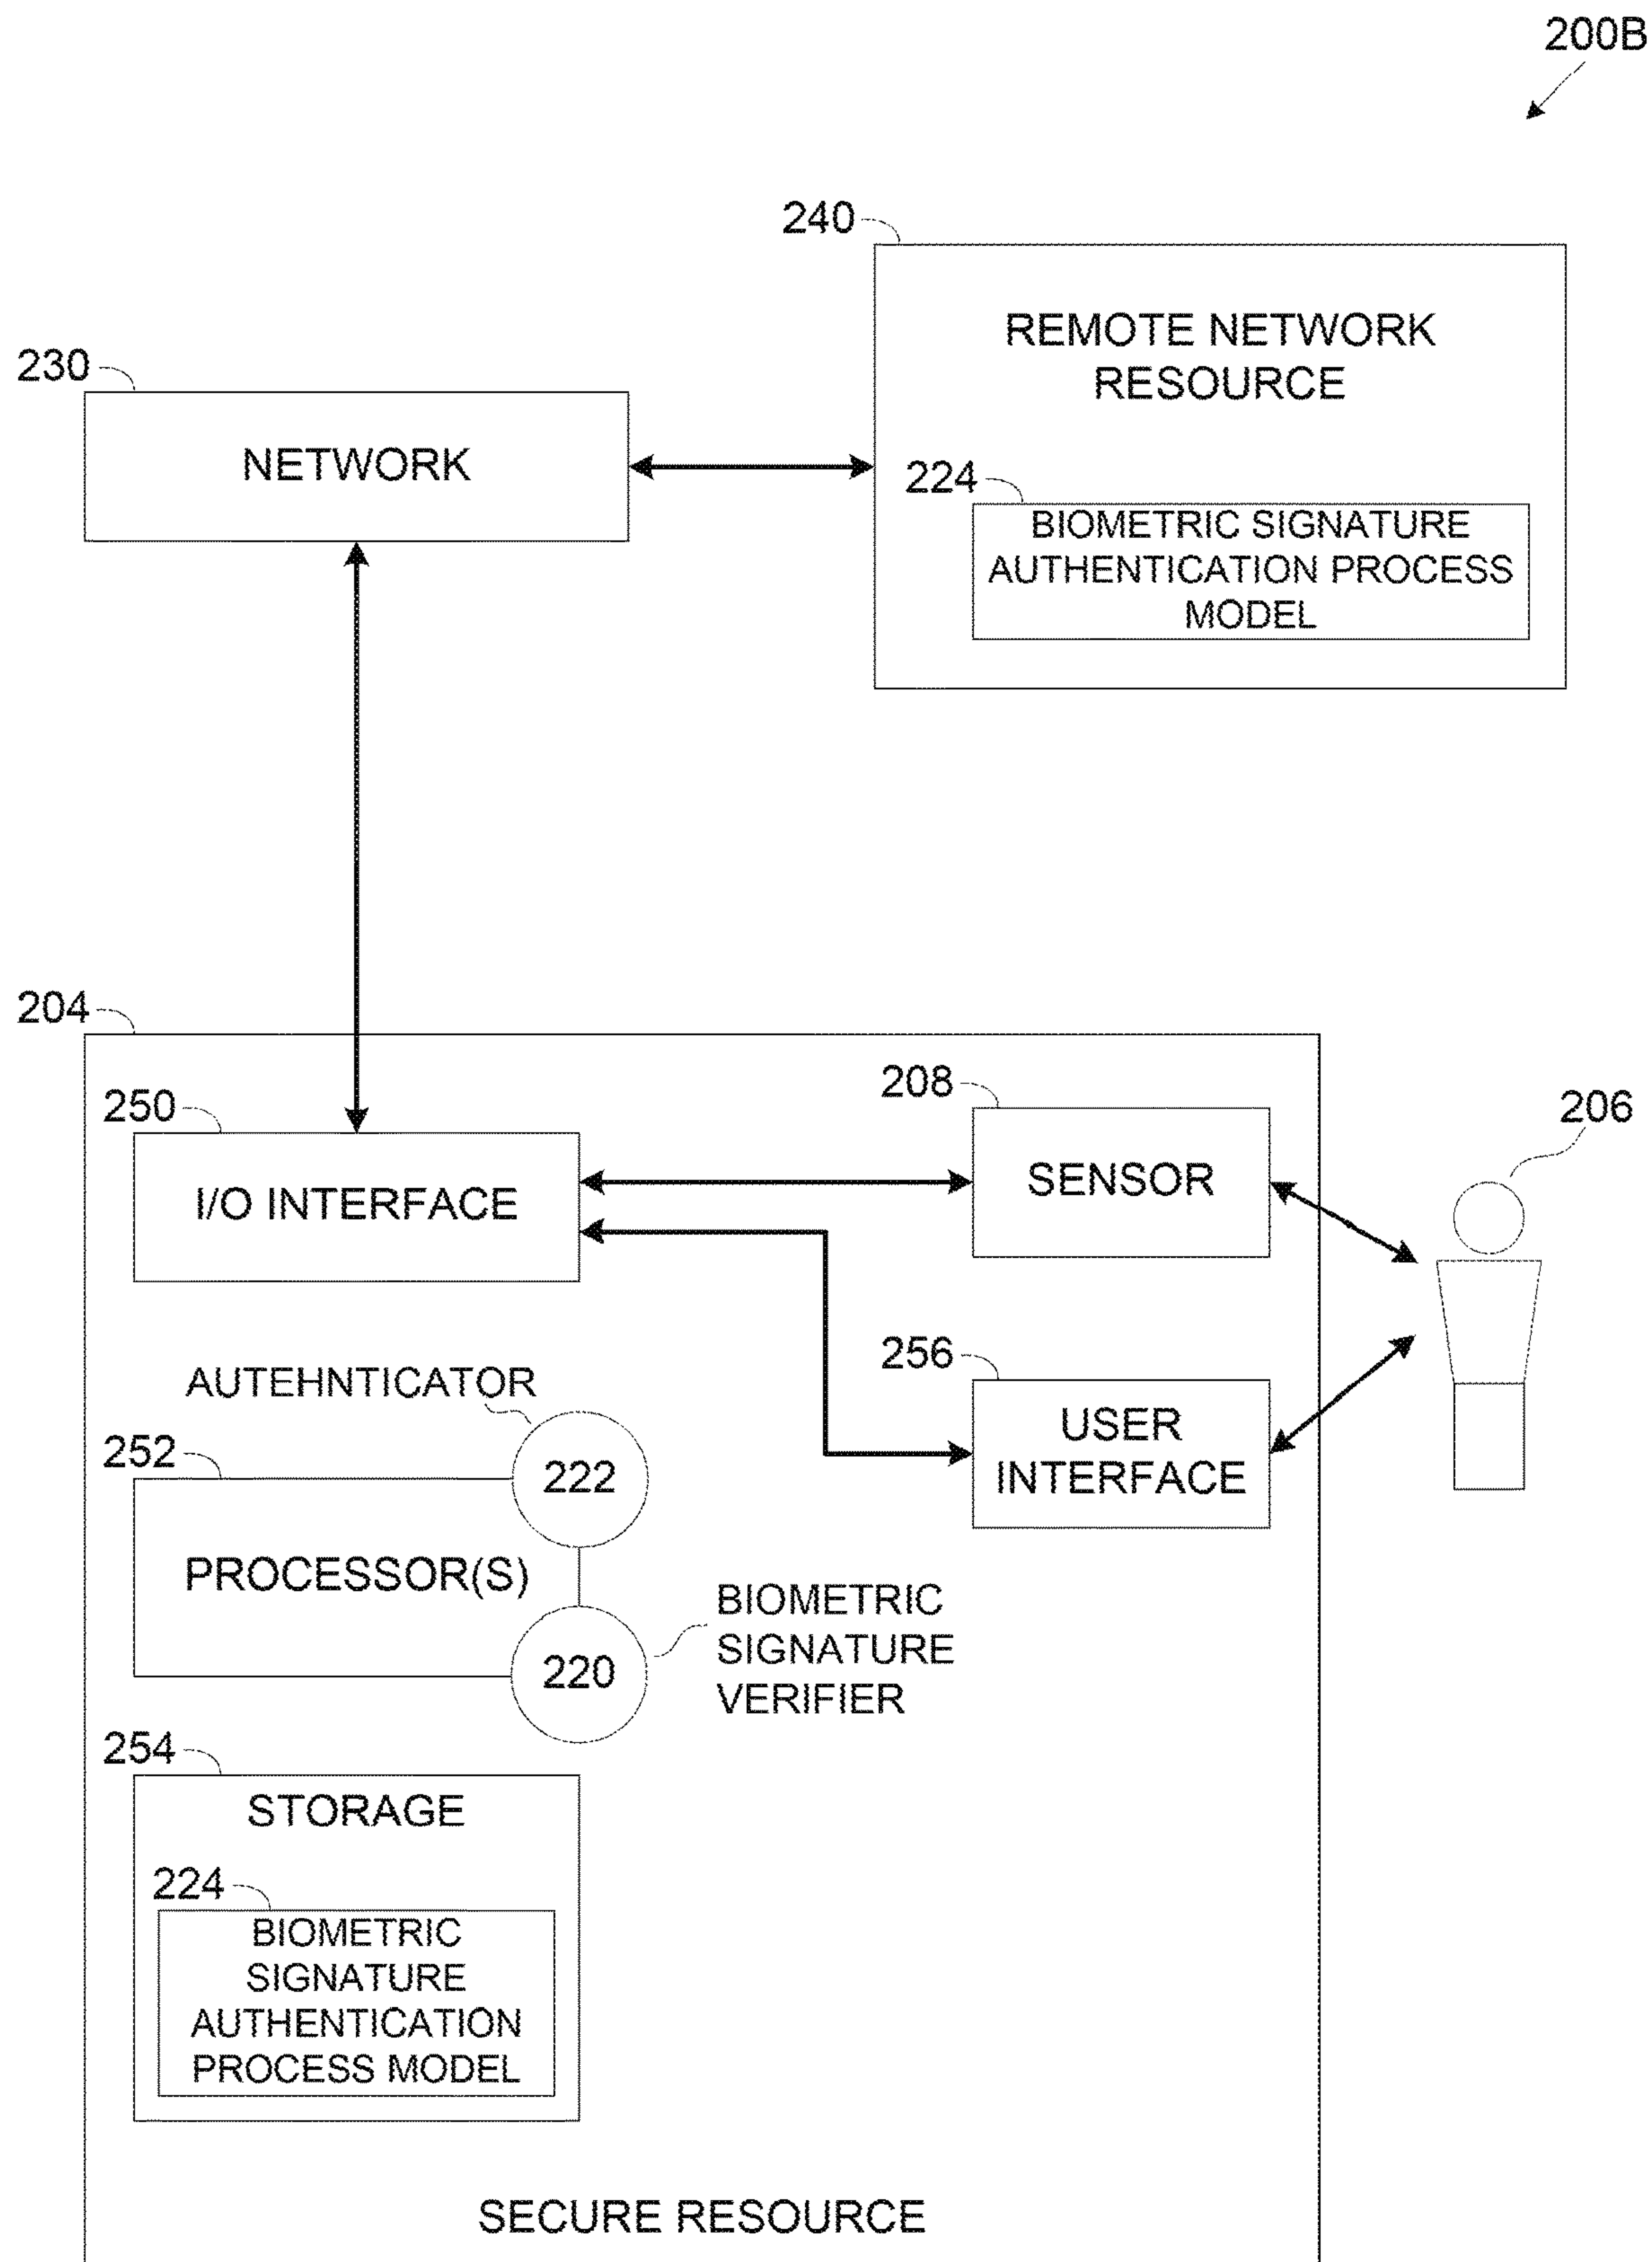 200B
240
REMOTE NETWORK
RESOURCE
230
NETWORK
224
BIOMETRIC SIGNATURE
AUTHENTICATION PROCESS
MODEL
204
250
I/O INTERFACE
208
SENSOR
206
AUTEHNTICATOR
222
256
USER
INTERFACE
252
PROCESSOR(S)
220
BIOMETRIC
SIGNATURE
VERIFIER
254
STORAGE
224
BIOMETRIC
SIGNATURE
AUTHENTICATION
PROCESS MODEL
SECURE RESOURCE